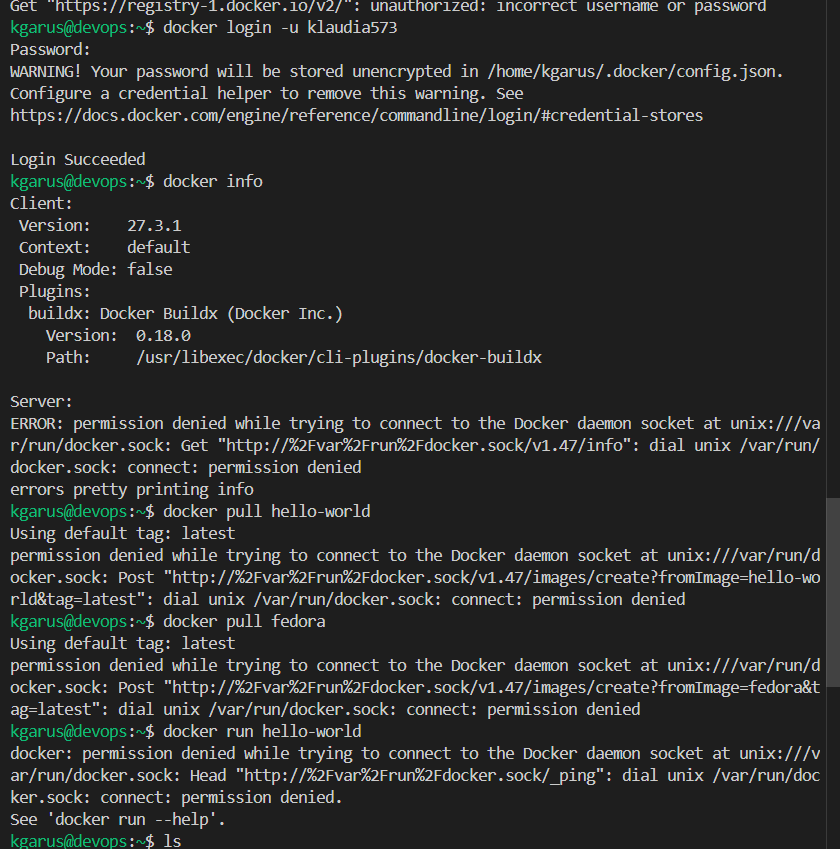 Get "https://registry-1.docker.io/v2/": unauthorized: incorrect username or password
kgarus@devops:~$ docker login -u klaudia573
Password:
WARNING! Your password will be stored unencrypted in /home/kgarus/.docker/config.json.
Configure a credential helper to remove this warning. See
https://docs.docker.com/engine/reference/commandline/login/#credential-stores

Login Succeeded
kgarus@devops:~$ docker info
Client:
 Version:    27.3.1
 Context:    default
 Debug Mode: false
 Plugins:
  buildx: Docker Buildx (Docker Inc.)
    Version:  0.18.0
    Path:     /usr/libexec/docker/cli-plugins/docker-buildx

Server:
ERROR: permission denied while trying to connect to the Docker daemon socket at unix:///va
r/run/docker.sock: Get "http://%2Fvar%2Frun%2Fdocker.sock/v1.47/info": dial unix /var/run/
docker.sock: connect: permission denied
errors pretty printing info
kgarus@devops:~$ docker pull hello-world
Using default tag: latest
permission denied while trying to connect to the Docker daemon socket at unix:///var/run/d
ocker.sock: Post "http://%2Fvar%2Frun%2Fdocker.sock/v1.47/images/create?fromImage=hello-wo
rld&tag=latest": dial unix /var/run/docker.sock: connect: permission denied
kgarus@devops:~$ docker pull fedora
Using default tag: latest
permission denied while trying to connect to the Docker daemon socket at unix:///var/run/d
ocker.sock: Post "http://%2Fvar%2Frun%2Fdocker.sock/v1.47/images/create?fromImage=fedora&t
ag=latest": dial unix /var/run/docker.sock: connect: permission denied
kgarus@devops:~$ docker run hello-world
docker: permission denied while trying to connect to the Docker daemon socket at unix:///v
ar/run/docker.sock: Head "http://%2Fvar%2Frun%2Fdocker.sock/_ping": dial unix /var/run/doc
ker.sock: connect: permission denied.
See 'docker run --help'.
kgarus@devops:~$ ls